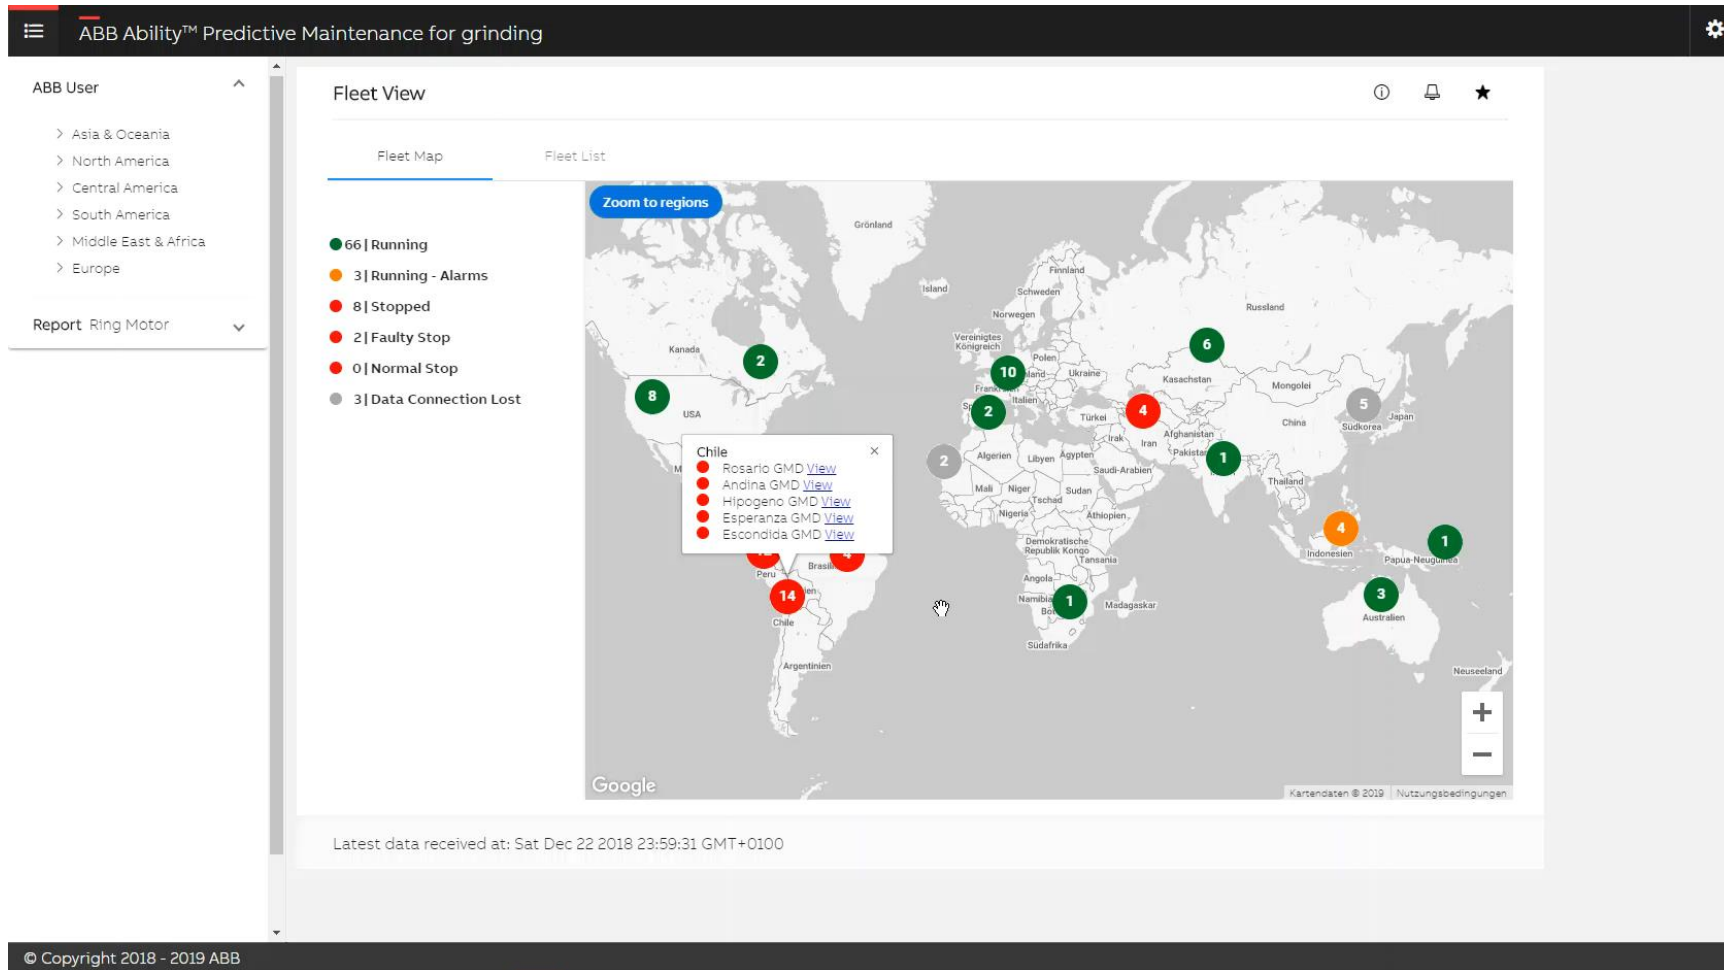 ABB Ability™ Predictive Maintenance for grinding
ABB User
Asia & Oceania
North America
Central America
South America
Middle East & Africa
Europe
Report Ring Motor
Fleet View
Fleet Map
Fleet List
66 | Running
3 | Running - Alarms
8 | Stopped
2 | Faulty Stop
0 | Normal Stop
3 | Data Connection Lost
Zoom to regions
Grönland
Island
Finnland
Schweden
Norwegen
Russland
Vereinigtes
Königreich
Polen
Ukraine
Kanada
2
8
USA
10
land
Italien
2
Türkei
6
Kasachstan
Mongolei
4
5
Japan
Südkorea
China
Afghanistan
Irak
Iran
Pakistan
1
2
Algerien
Libyen
Ägypten
Saudi-Arabien
Mali
Niger
Tschad
Sudan
Nigeria
Äthiopien
Thailand
Chile
Rosario GMD View
Andina GMD View
Hipogeno GMD View
Esperanza GMD View
Escondida GMD View
4
Indonesien
1
Papua-Neuguinea
Demokratische
Republik Kongo
Tansania
Angola
Namibia
1
Madagaskar
Südafrika
3
Australien
12
4
Peru
14
Chile
Argentinien
Neuseeland
Google
Kartendaten © 2019
Nutzungsbedingungen
Latest data received at: Sat Dec 22 2018 23:59:31 GMT+0100
© Copyright 2018 - 2019 ABB